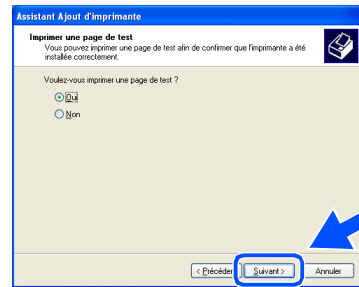 Assistant Ajout d'imprimante
Imprimer une page de test
Vous pouvez imprimer une page de test afin de confirmer que l'imprimante a été
installée correctement.
Voulez-vous imprimer une page de test ?
Oui
Non
< Précédent Suivant > Annuler